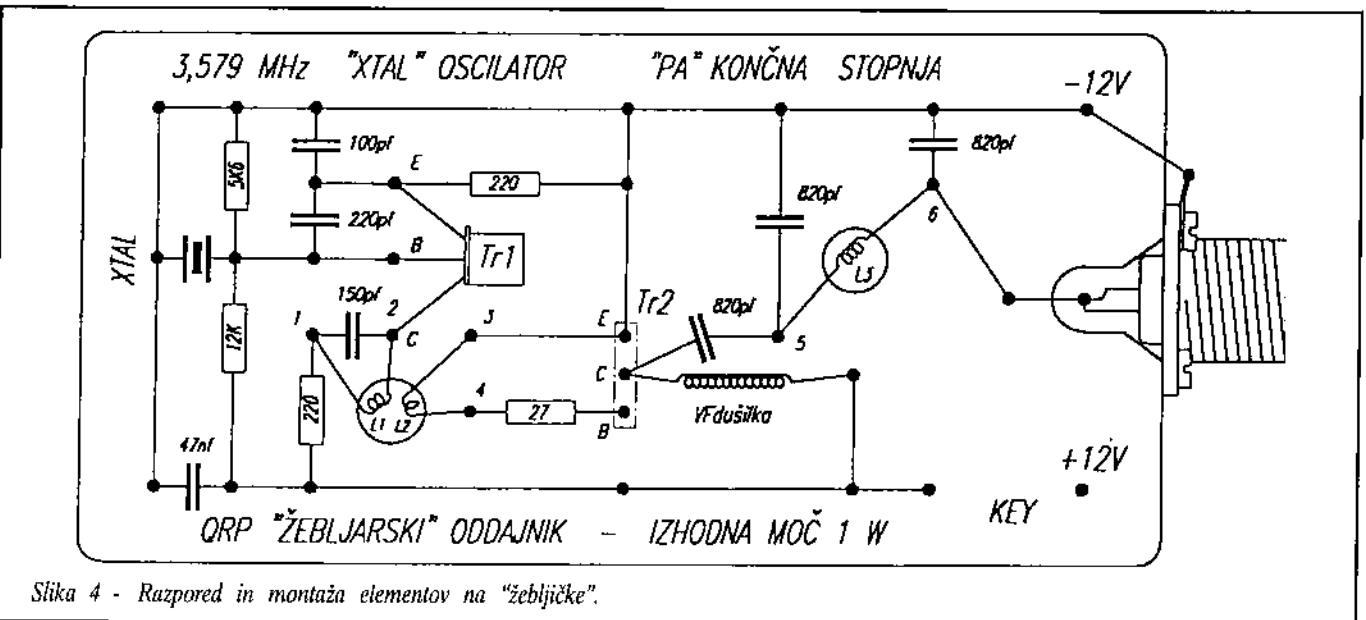 3,579 MHz "XTAL" OSCILATOR "PA" KONČNA STOPNJA
-12V
100pf
820pf
5K6
E
220
820pf
220pf
6
XTAL
B
Tr1
L3
150pf
Tr2
820pf
1
2
3
E
5
C
12K
C
4
220
L1 L2
27
VFdušilka
B
47nf
+12V
KEY
QRP "ŽEBLJARSKI" ODDAJNIK - IZHODNA MOČ 1 W
Slika 4 - Razpored in montaža elementov na "žebljičke".